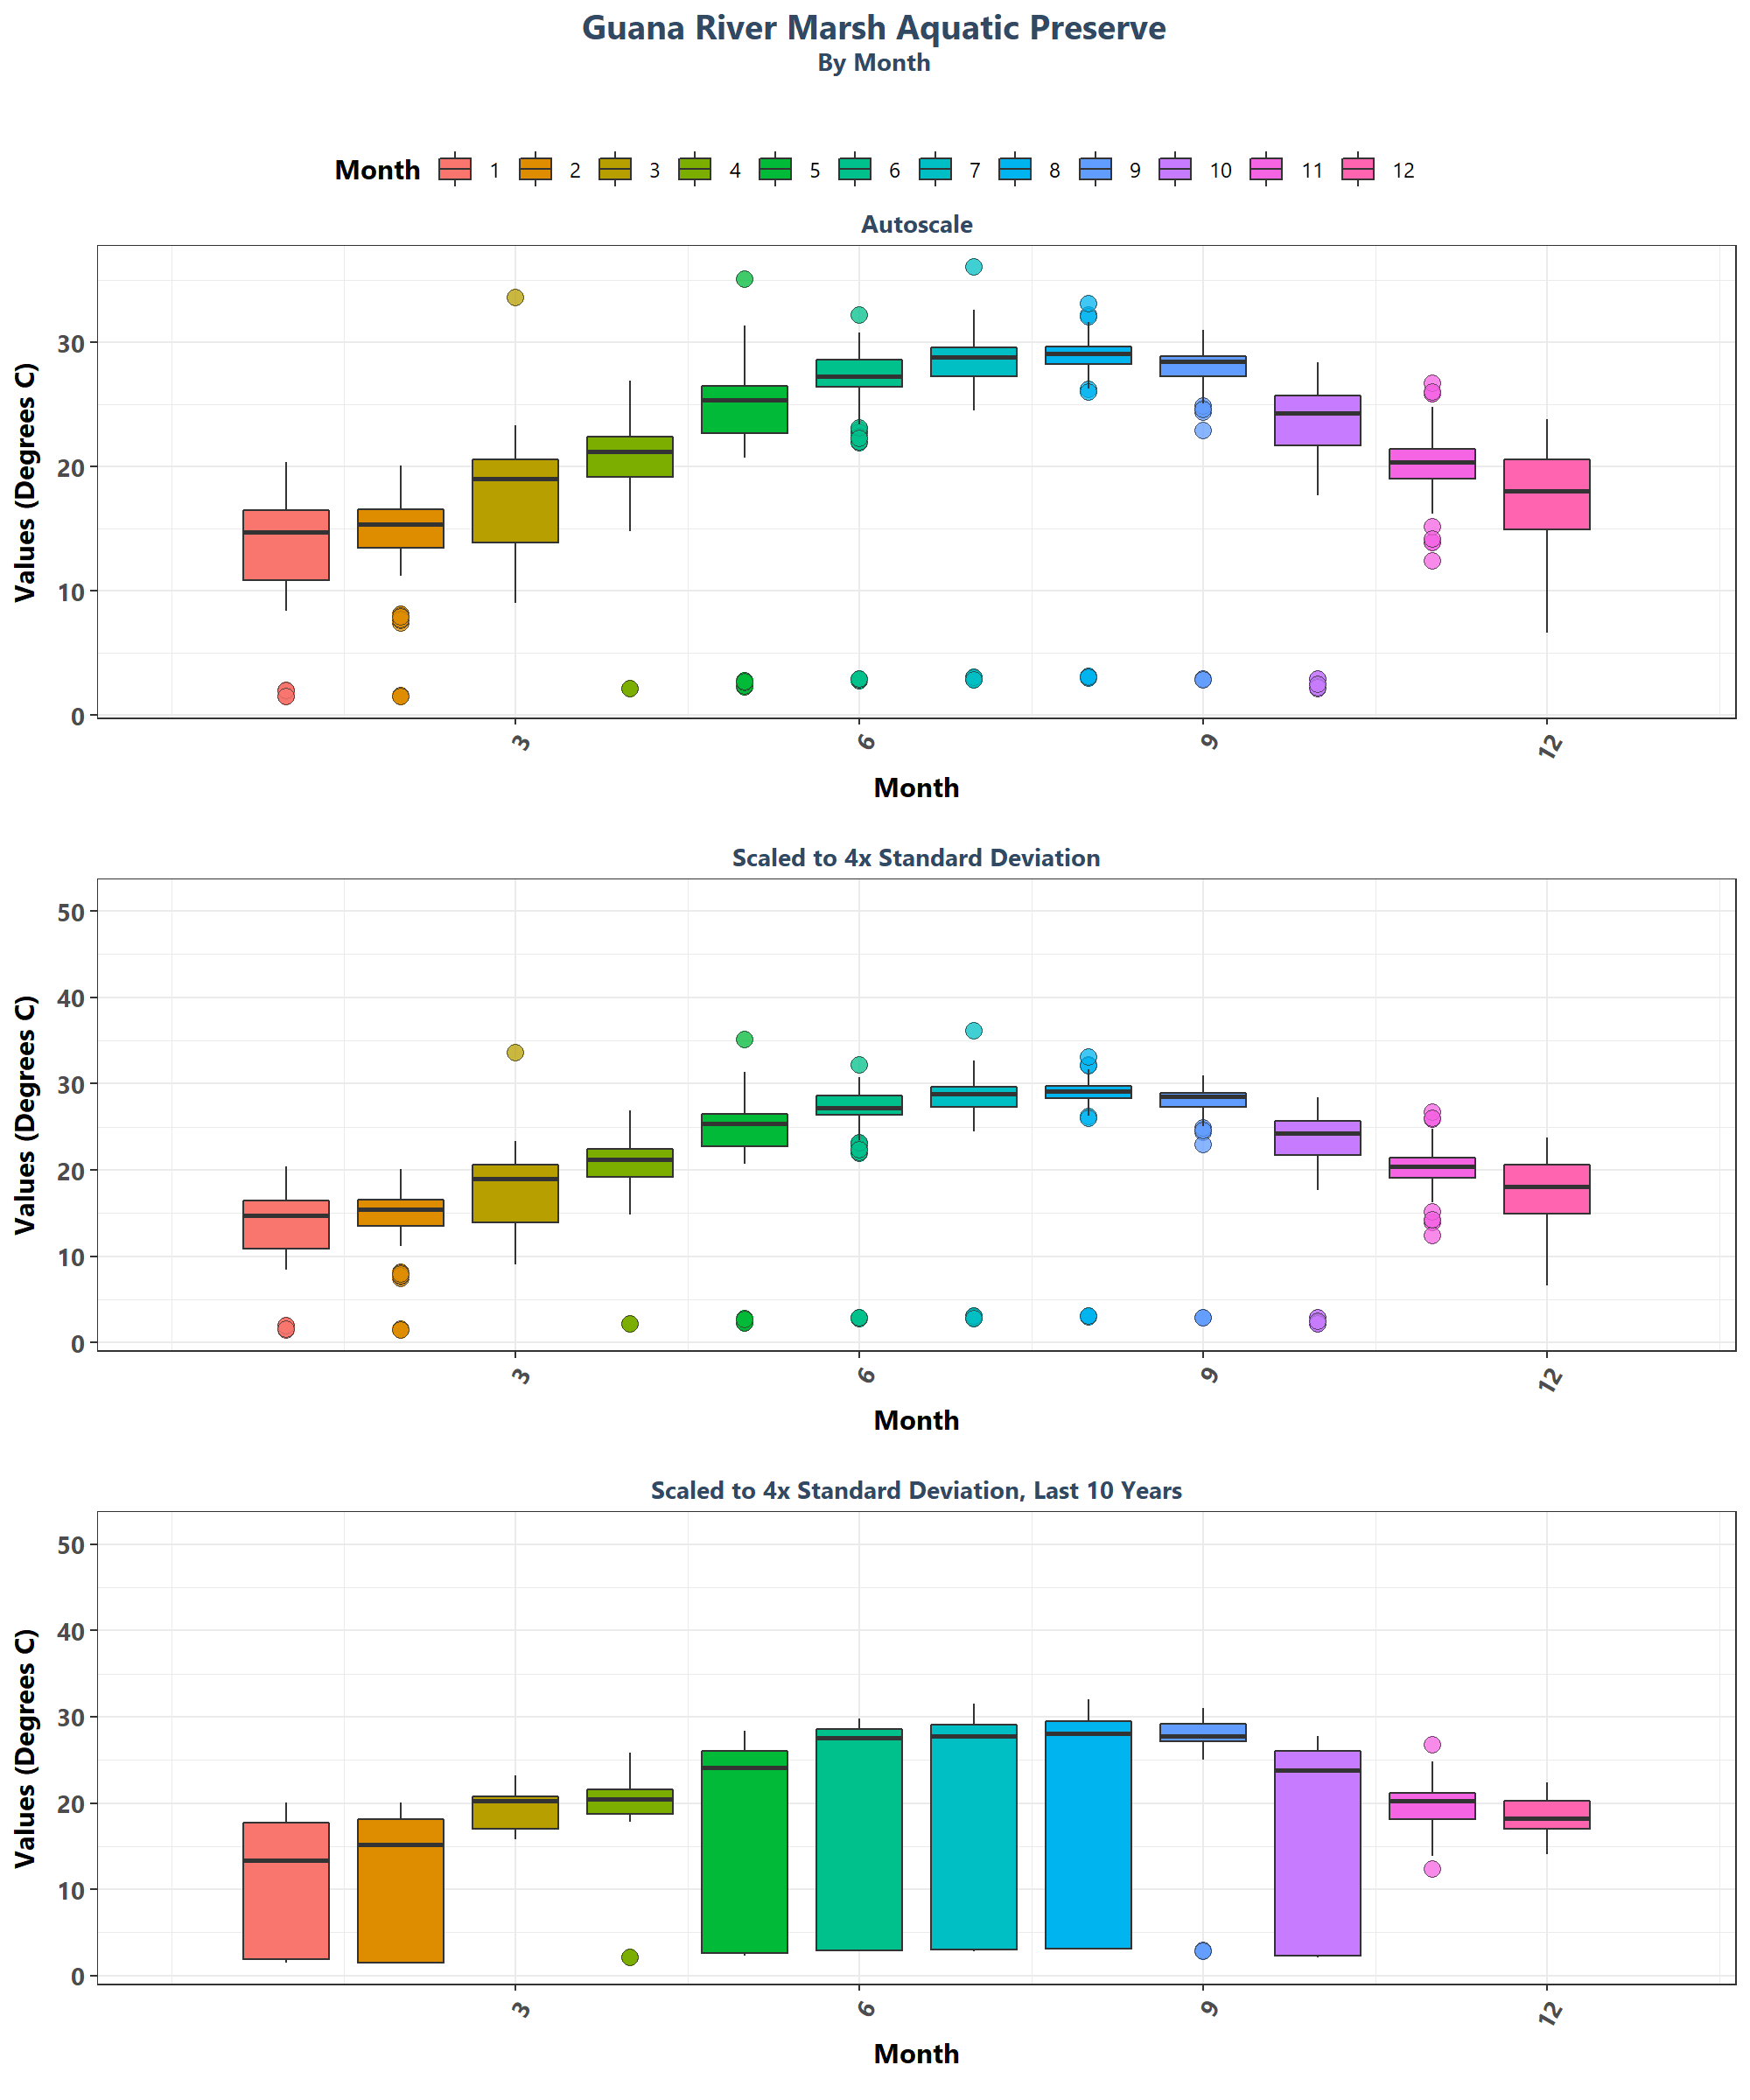 Guana River Marsh Aquatic Preserve
By Month
Month 1 2 3 4 5 6 7 8 9 10 11 12
Autoscale
Values (Degrees C)
30
20
10
0
3 6 9 12
Month
Scaled to 4x Standard Deviation
Values (Degrees C)
50
40
30
20
10
0
3 6 9 12
Month
Scaled to 4x Standard Deviation, Last 10 Years
Values (Degrees C)
50
40
30
20
10
0
3 6 9 12
Month